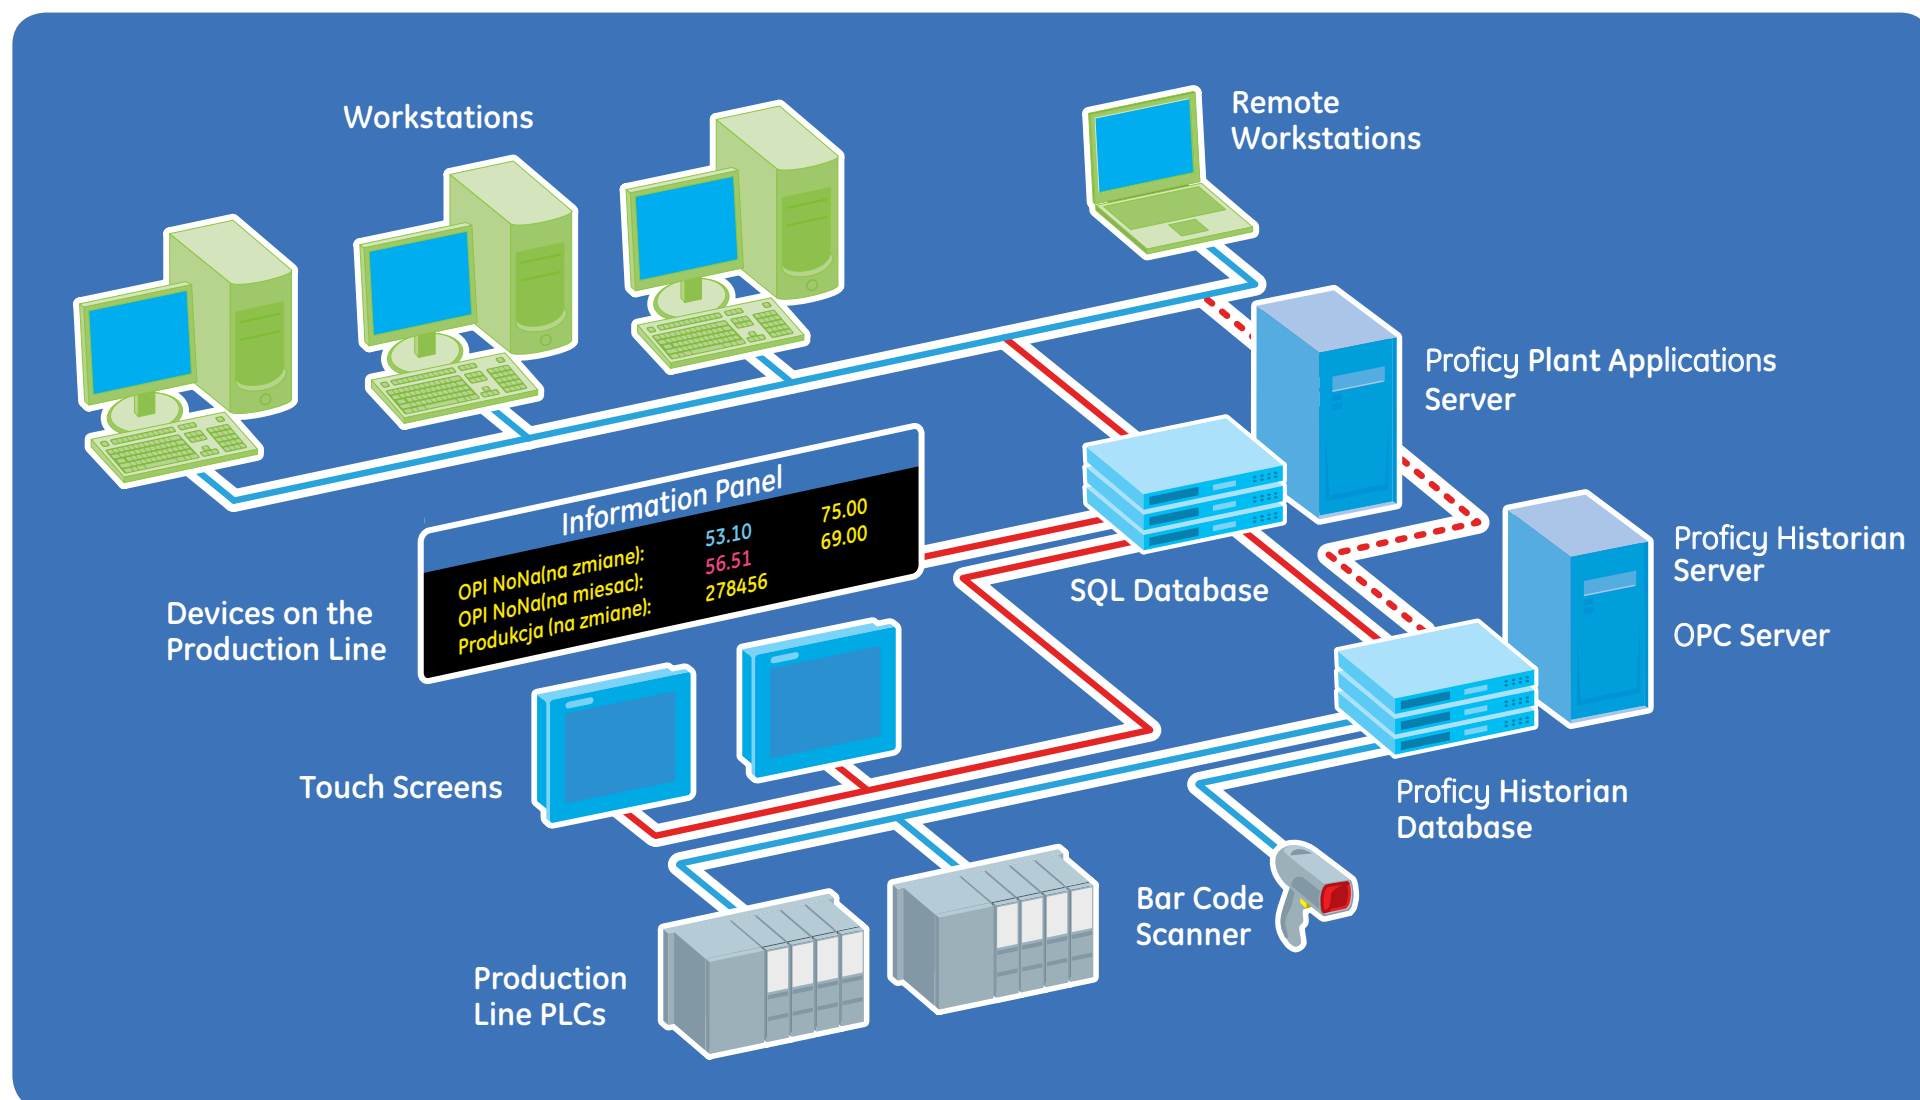 Workstations
Remote
Workstations
Proficy Plant Applications
Server
Information Panel
OPI NoNa(na zmiane): 53.10 75.00
OPI NoNa(na miesac): 56.51 69.00
Produkcja (na zmiane): 278456
Devices on the
Production Line
SQL Database
Proficy Historian
Server
OPC Server
Touch Screens
Proficy Historian
Database
Bar Code
Scanner
Production
Line PLCs